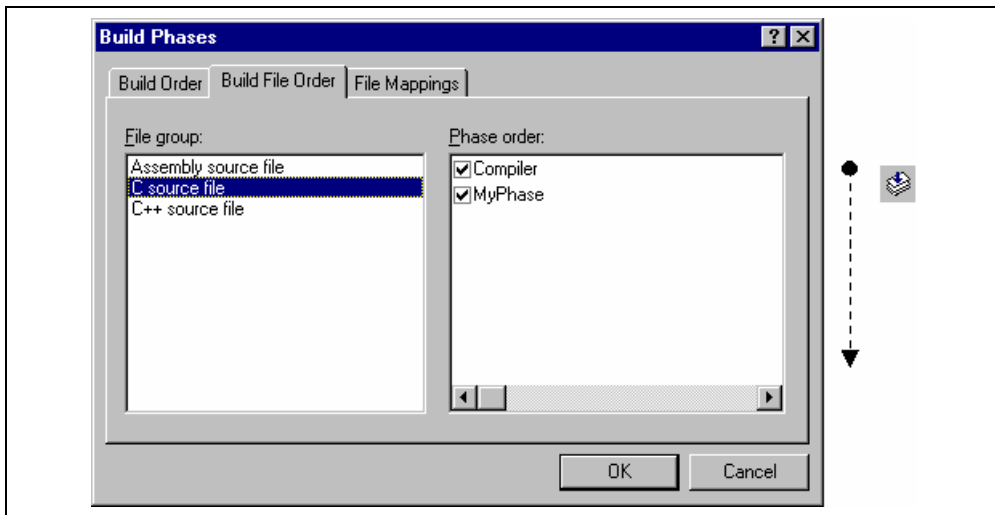 Build Phases
Build Order
Build File Order
File Mappings
File group:
Assembly source file
C source file
C++ source file
Phase order:
Compiler
MyPhase
OK
Cancel